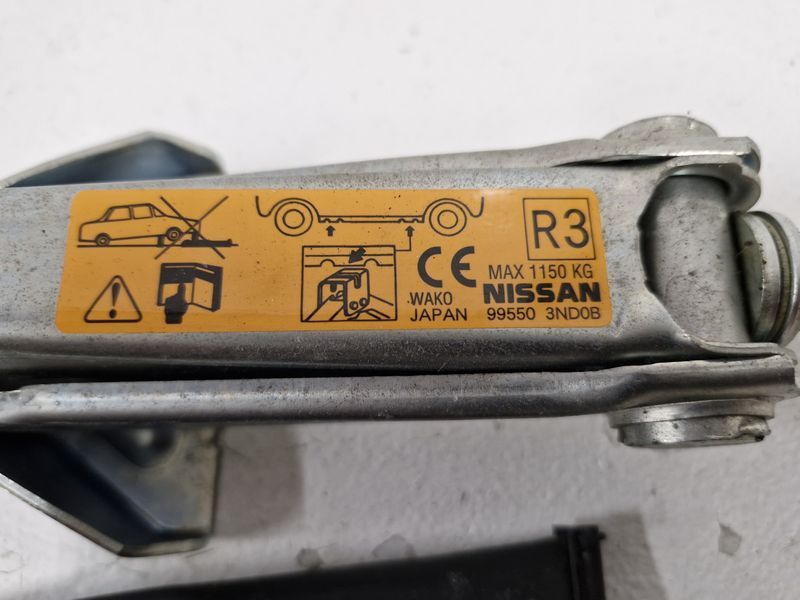 R3
CE
MAX 1150 KG
WAKO NISSAN
JAPAN 99550 3ND0B